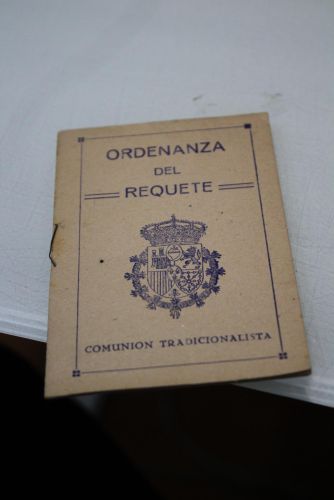 ORDENANZA
DEL
REQUETE
COMUNION TRADICIONALISTA